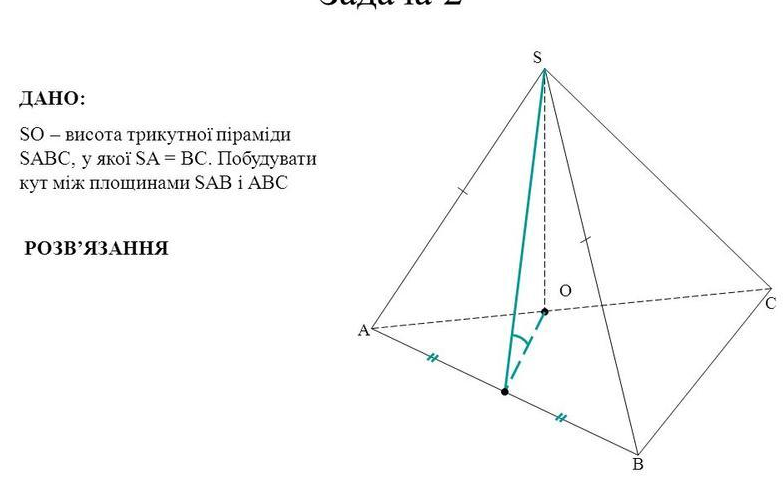 Задача 2
S
ДАНО:
SO – висота трикутної піраміди
SABC, у якої SA = BC. Побудувати
кут між площинами SAB і ABC
РОЗВ’ЯЗАННЯ
O
C
A
B